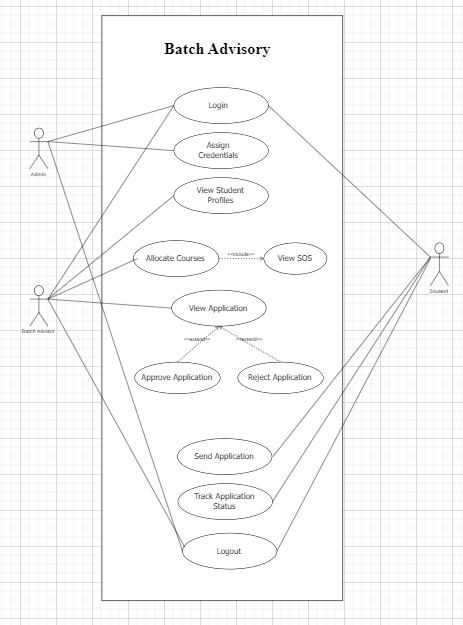 Batch Advisory
Login
Assign
Credentials
Admin
View Student
Profiles
Allocate Courses
<<include>>
View SOS
Student
View Application
Batch Advisor
<<extend>>
<<extend>>
Approve Application
Reject Application
Send Application
Track Application
Status
Logout